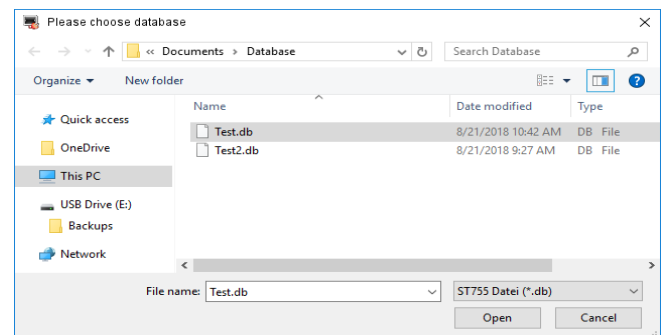 Please choose database
« Documents › Database
Search Database
Organize
New folder
Name
Date modified
Type
Quick access
OneDrive
This PC
USB Drive (E:)
Backups
Network
Test.db 8/21/2018 10:42 AM DB File
Test2.db 8/21/2018 9:27 AM DB File
File name: Test.db
ST755 Datei (*.db)
Open
Cancel